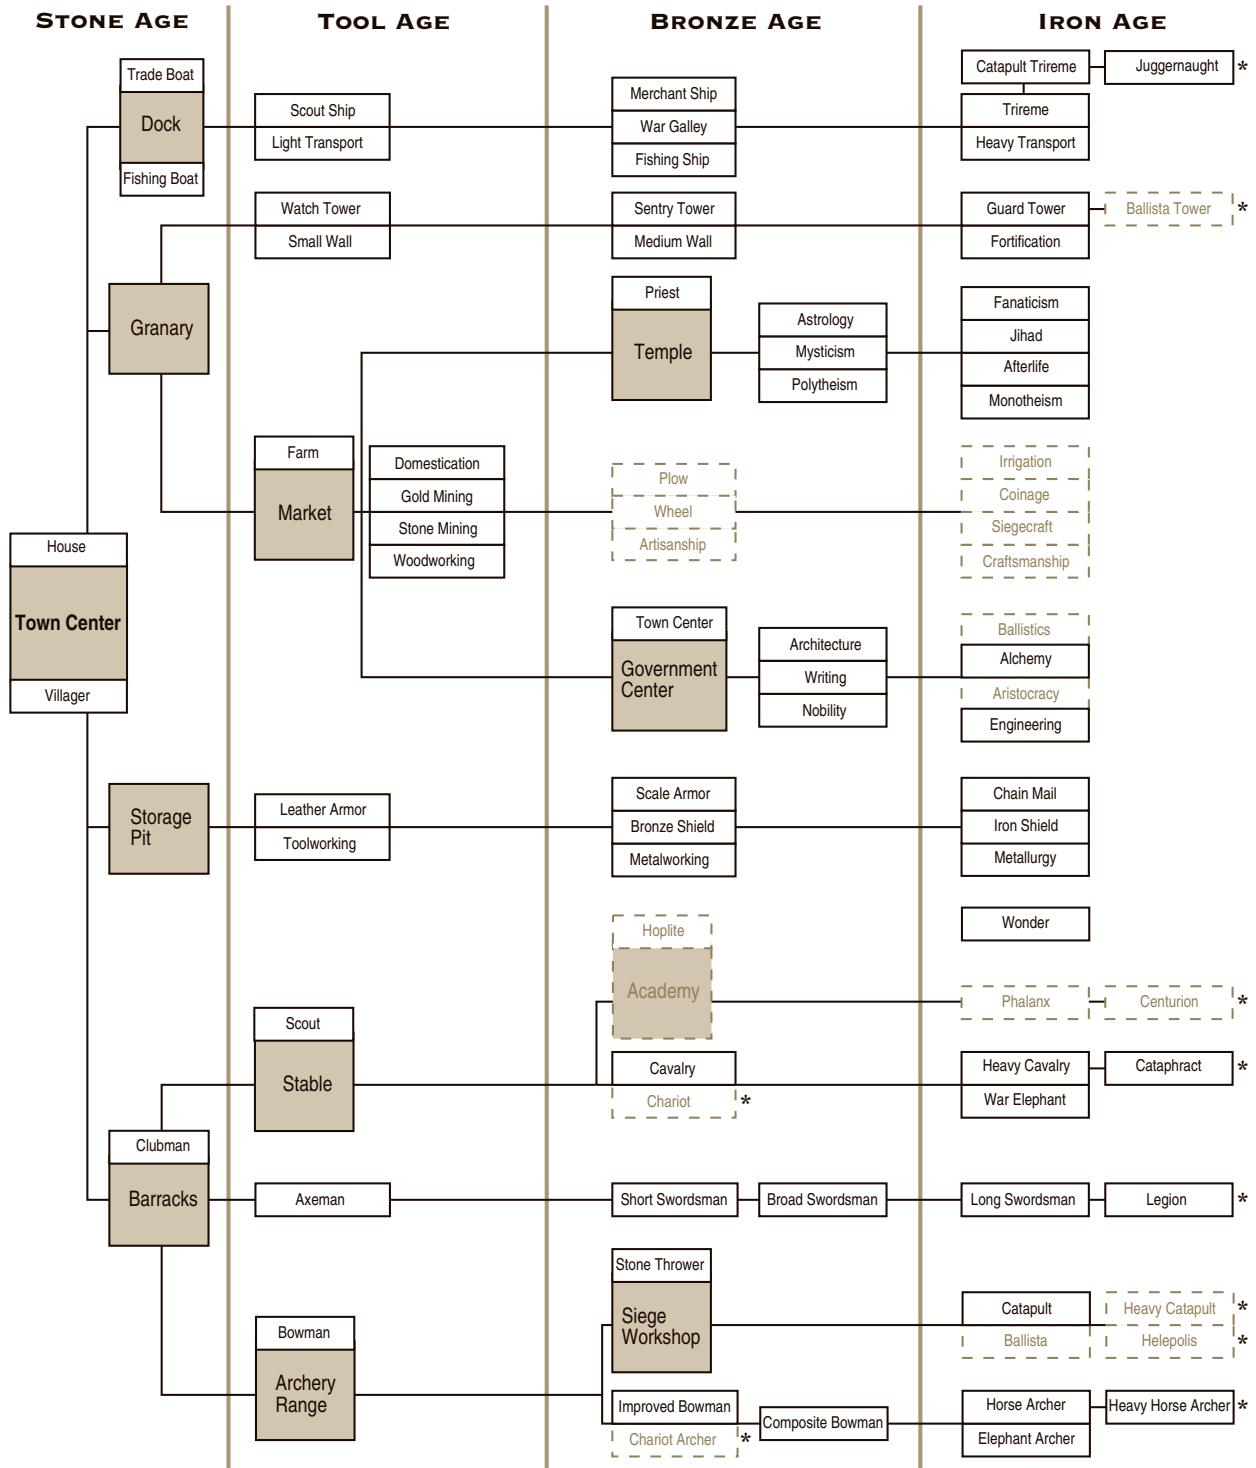 STONE AGE
TOOL AGE
BRONZE AGE
IRON AGE
Trade Boat
Dock
Fishing Boat
Scout Ship
Light Transport
Merchant Ship
War Galley
Fishing Ship
Catapult Trireme
Juggernaught *
Trireme
Heavy Transport
Granary
Watch Tower
Small Wall
Sentry Tower
Medium Wall
Guard Tower
Ballista Tower *
Fortification
Priest
Temple
Astrology
Mysticism
Polytheism
Fanaticism
Jihad
Afterlife
Monotheism
Farm
Market
Domestication
Gold Mining
Stone Mining
Woodworking
Plow
Wheel
Artisanship
Irrigation
Coinage
Siegecraft
Craftsmanship
House
Town Center
Villager
Town Center
Government
Center
Architecture
Writing
Nobility
Ballistics
Alchemy
Aristocracy
Engineering
Storage
Pit
Leather Armor
Toolworking
Scale Armor
Bronze Shield
Metalworking
Chain Mail
Iron Shield
Metallurgy
Wonder
Hoplite
Academy
Phalanx
Centurion *
Scout
Stable
Cavalry
Chariot *
Heavy Cavalry
Cataphract *
War Elephant
Clubman
Barracks
Axeman
Short Swordsman
Broad Swordsman
Long Swordsman
Legion *
Stone Thrower
Siege
Workshop
Catapult
Heavy Catapult *
Ballista
Helepolis *
Bowman
Archery
Range
Improved Bowman
Chariot Archer *
Composite Bowman
Horse Archer
Heavy Horse Archer *
Elephant Archer